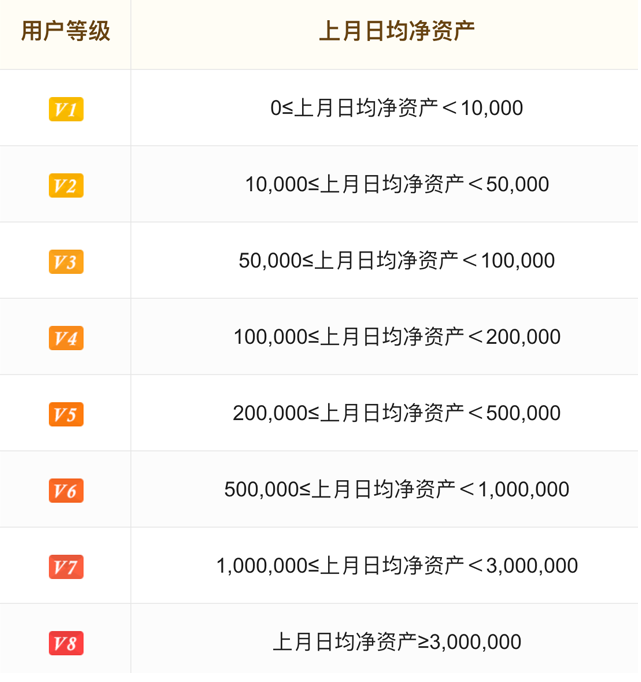 用户等级 上月日均净资产
V1 0≤上月日均净资产＜10,000
V2 10,000≤上月日均净资产＜50,000
V3 50,000≤上月日均净资产＜100,000
V4 100,000≤上月日均净资产＜200,000
V5 200,000≤上月日均净资产＜500,000
V6 500,000≤上月日均净资产＜1,000,000
V7 1,000,000≤上月日均净资产＜3,000,000
V8 上月日均净资产≥3,000,000